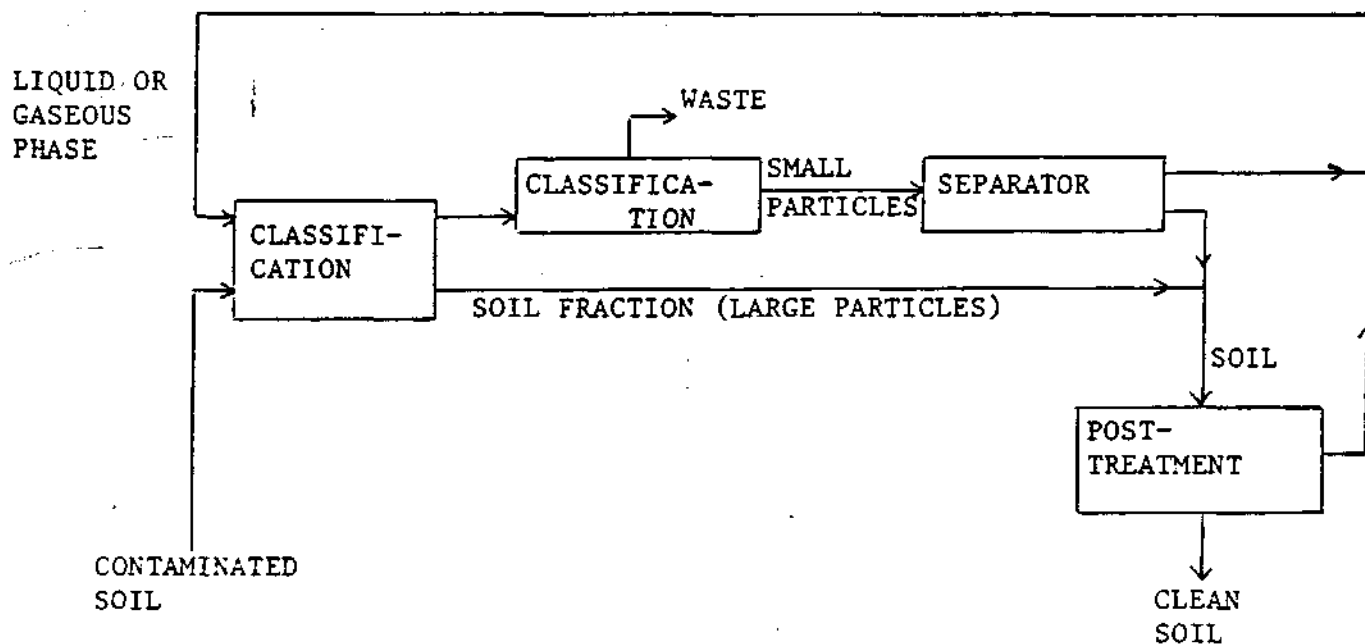 LIQUID OR
GASEOUS
PHASE
WASTE
CLASSIFICA-
TION
SMALL
PARTICLES
SEPARATOR
CLASSIFI-
CATION
SOIL FRACTION (LARGE PARTICLES)
SOIL
POST-
TREATMENT
CONTAMINATED
SOIL
CLEAN
SOIL